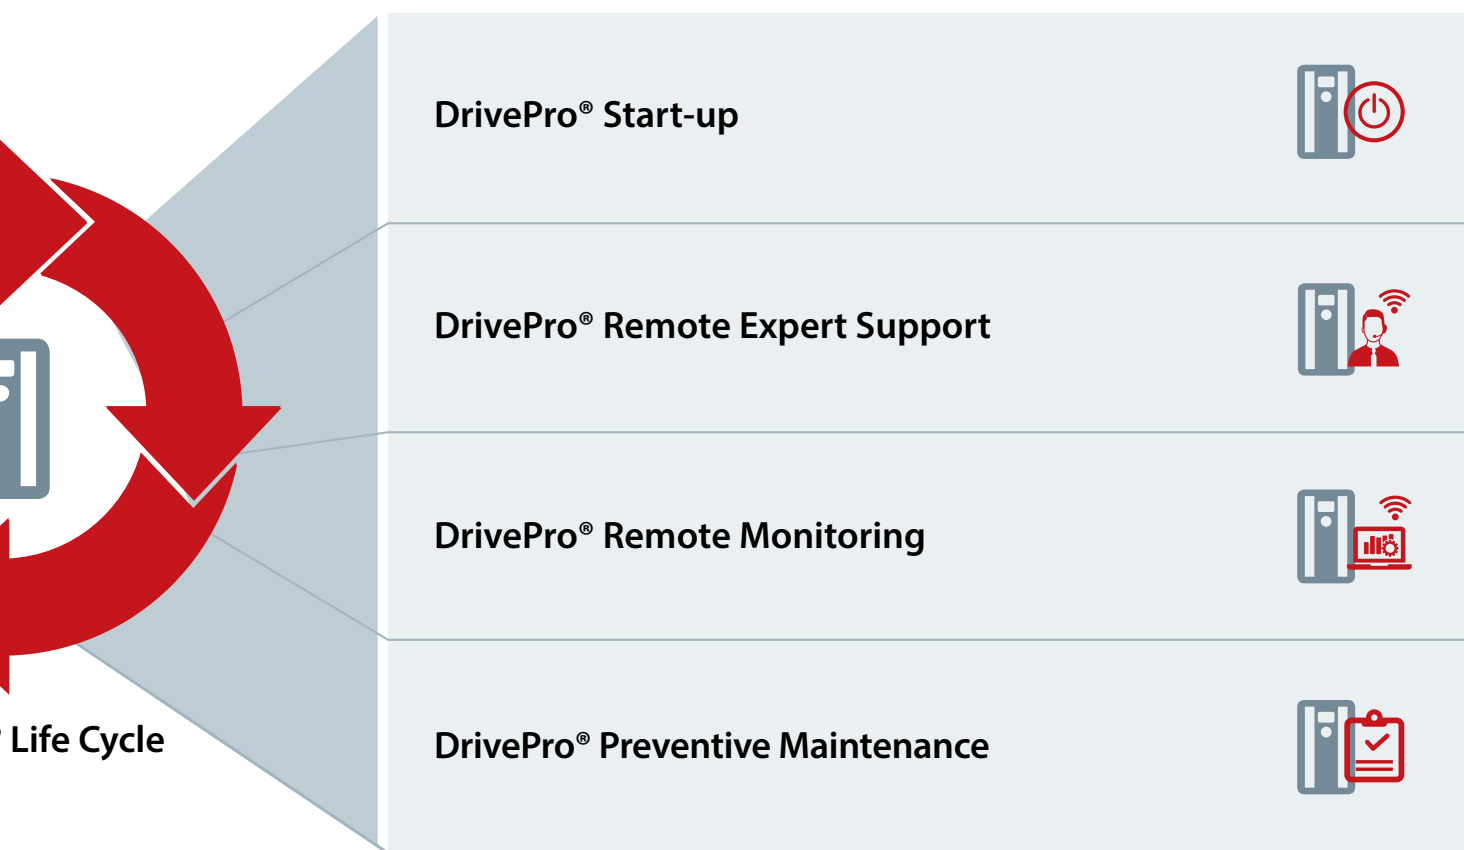 DrivePro® Start-up
DrivePro® Remote Expert Support
DrivePro® Remote Monitoring
DrivePro® Preventive Maintenance
® Life Cycle